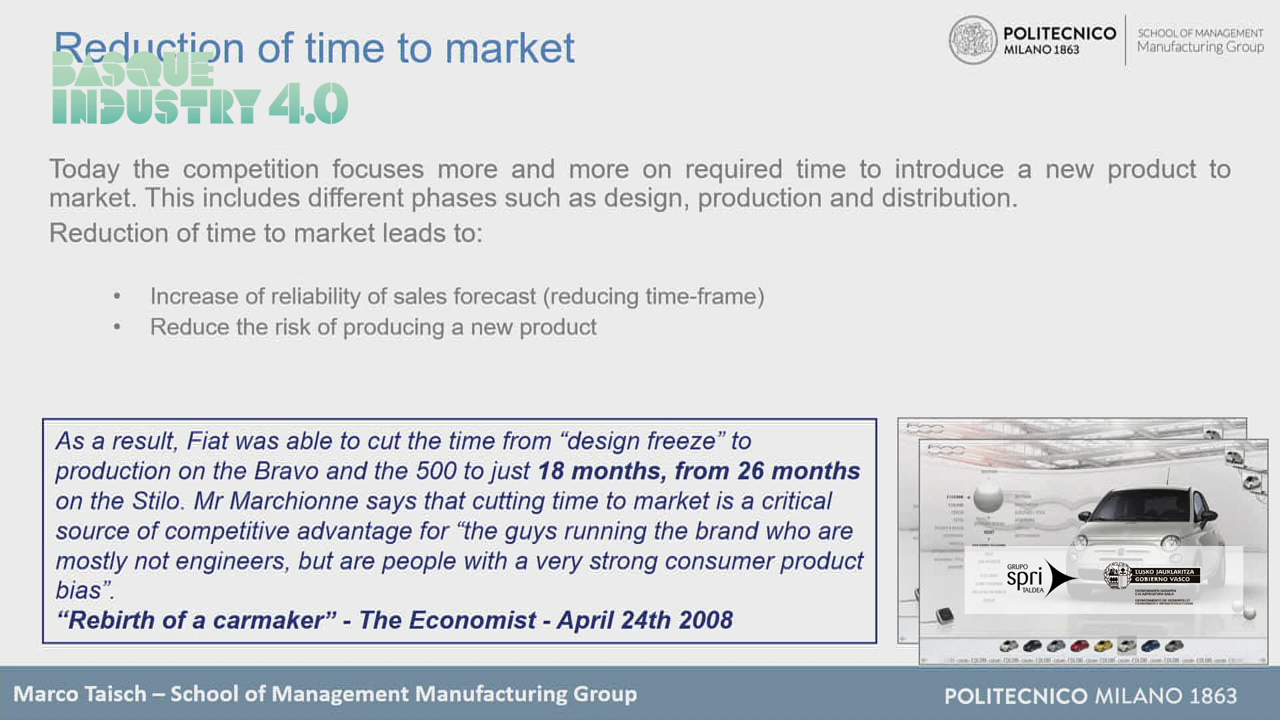 Reduction of time to market
BASQUE
INDUSTRY 4.0
POLITECNICO
MILANO 1863
SCHOOL OF MANAGEMENT
Manufacturing Group
Today the competition focuses more and more on required time to introduce a new product to
market. This includes different phases such as design, production and distribution.
Reduction of time to market leads to:
• Increase of reliability of sales forecast (reducing time-frame)
• Reduce the risk of producing a new product
As a result, Fiat was able to cut the time from “design freeze” to
production on the Bravo and the 500 to just 18 months, from 26 months
on the Stilo. Mr Marchionne says that cutting time to market is a critical
source of competitive advantage for “the guys running the brand who are
mostly not engineers, but are people with a very strong consumer product
bias”.
“Rebirth of a carmaker” - The Economist - April 24th 2008
GRUPO
spri
TALDEA
EUSKO JAURLARITZA
GOBIERNO VASCO
Marco Taisch – School of Management Manufacturing Group
POLITECNICO MILANO 1863